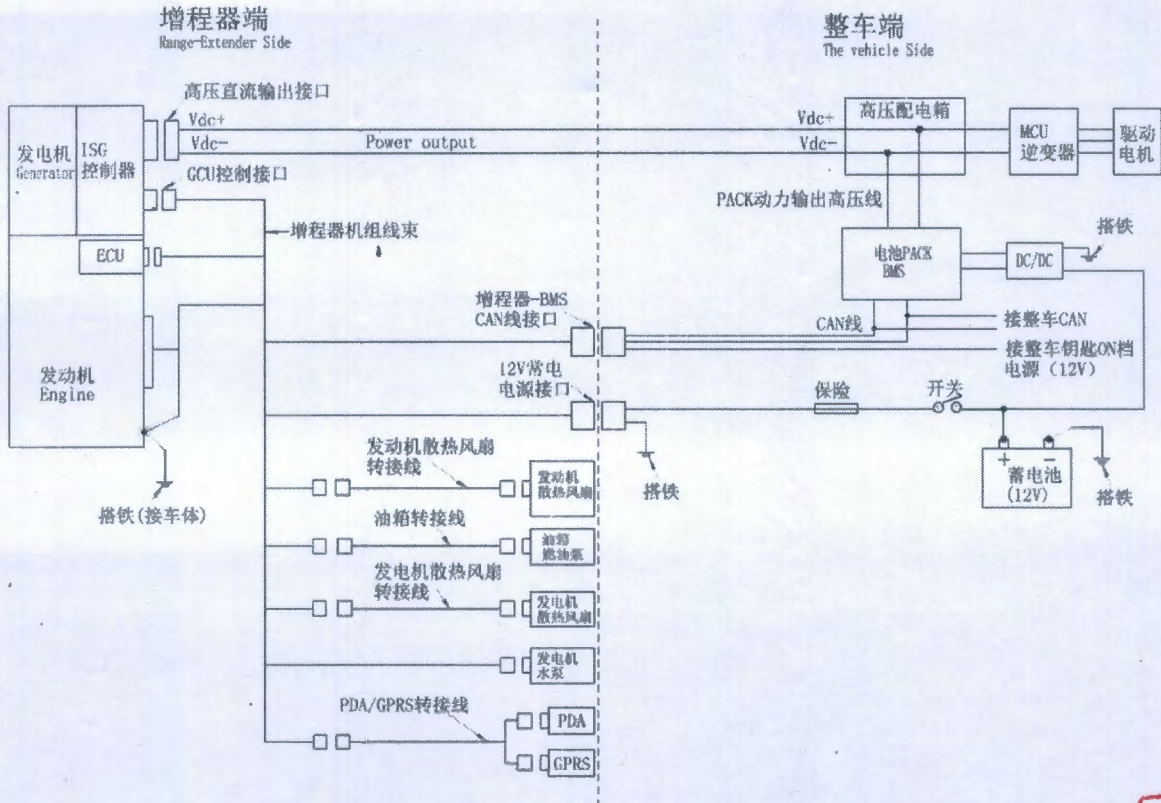 增程器端
Range-Extender Side
整车端
The vehicle Side
高压直流输出接口
Vdc+
Vdc-
Power output
Vdc+
Vdc-
高压配电箱
MCU
逆变器
驱动
电机
发电机
Generator
ISG
控制器
GCU控制接口
PACK动力输出高压线
增程器机组线束
ECU
电池PACK
BMS
DC/DC
搭铁
增程器-BMS
CAN线接口
CAN线
接整车CAN
接整车钥匙ON档
电源（12V）
发动机
Engine
12V常电
电源接口
保险
开关
+
-
蓄电池
(12V)
搭铁
搭铁
搭铁(接车体)
发动机散热风扇
转接线
发动机
散热风扇
油箱转接线
油箱
燃油泵
发电机散热风扇
转接线
发电机
散热风扇
发电机
水泵
PDA/GPRS转接线
PDA
GPRS